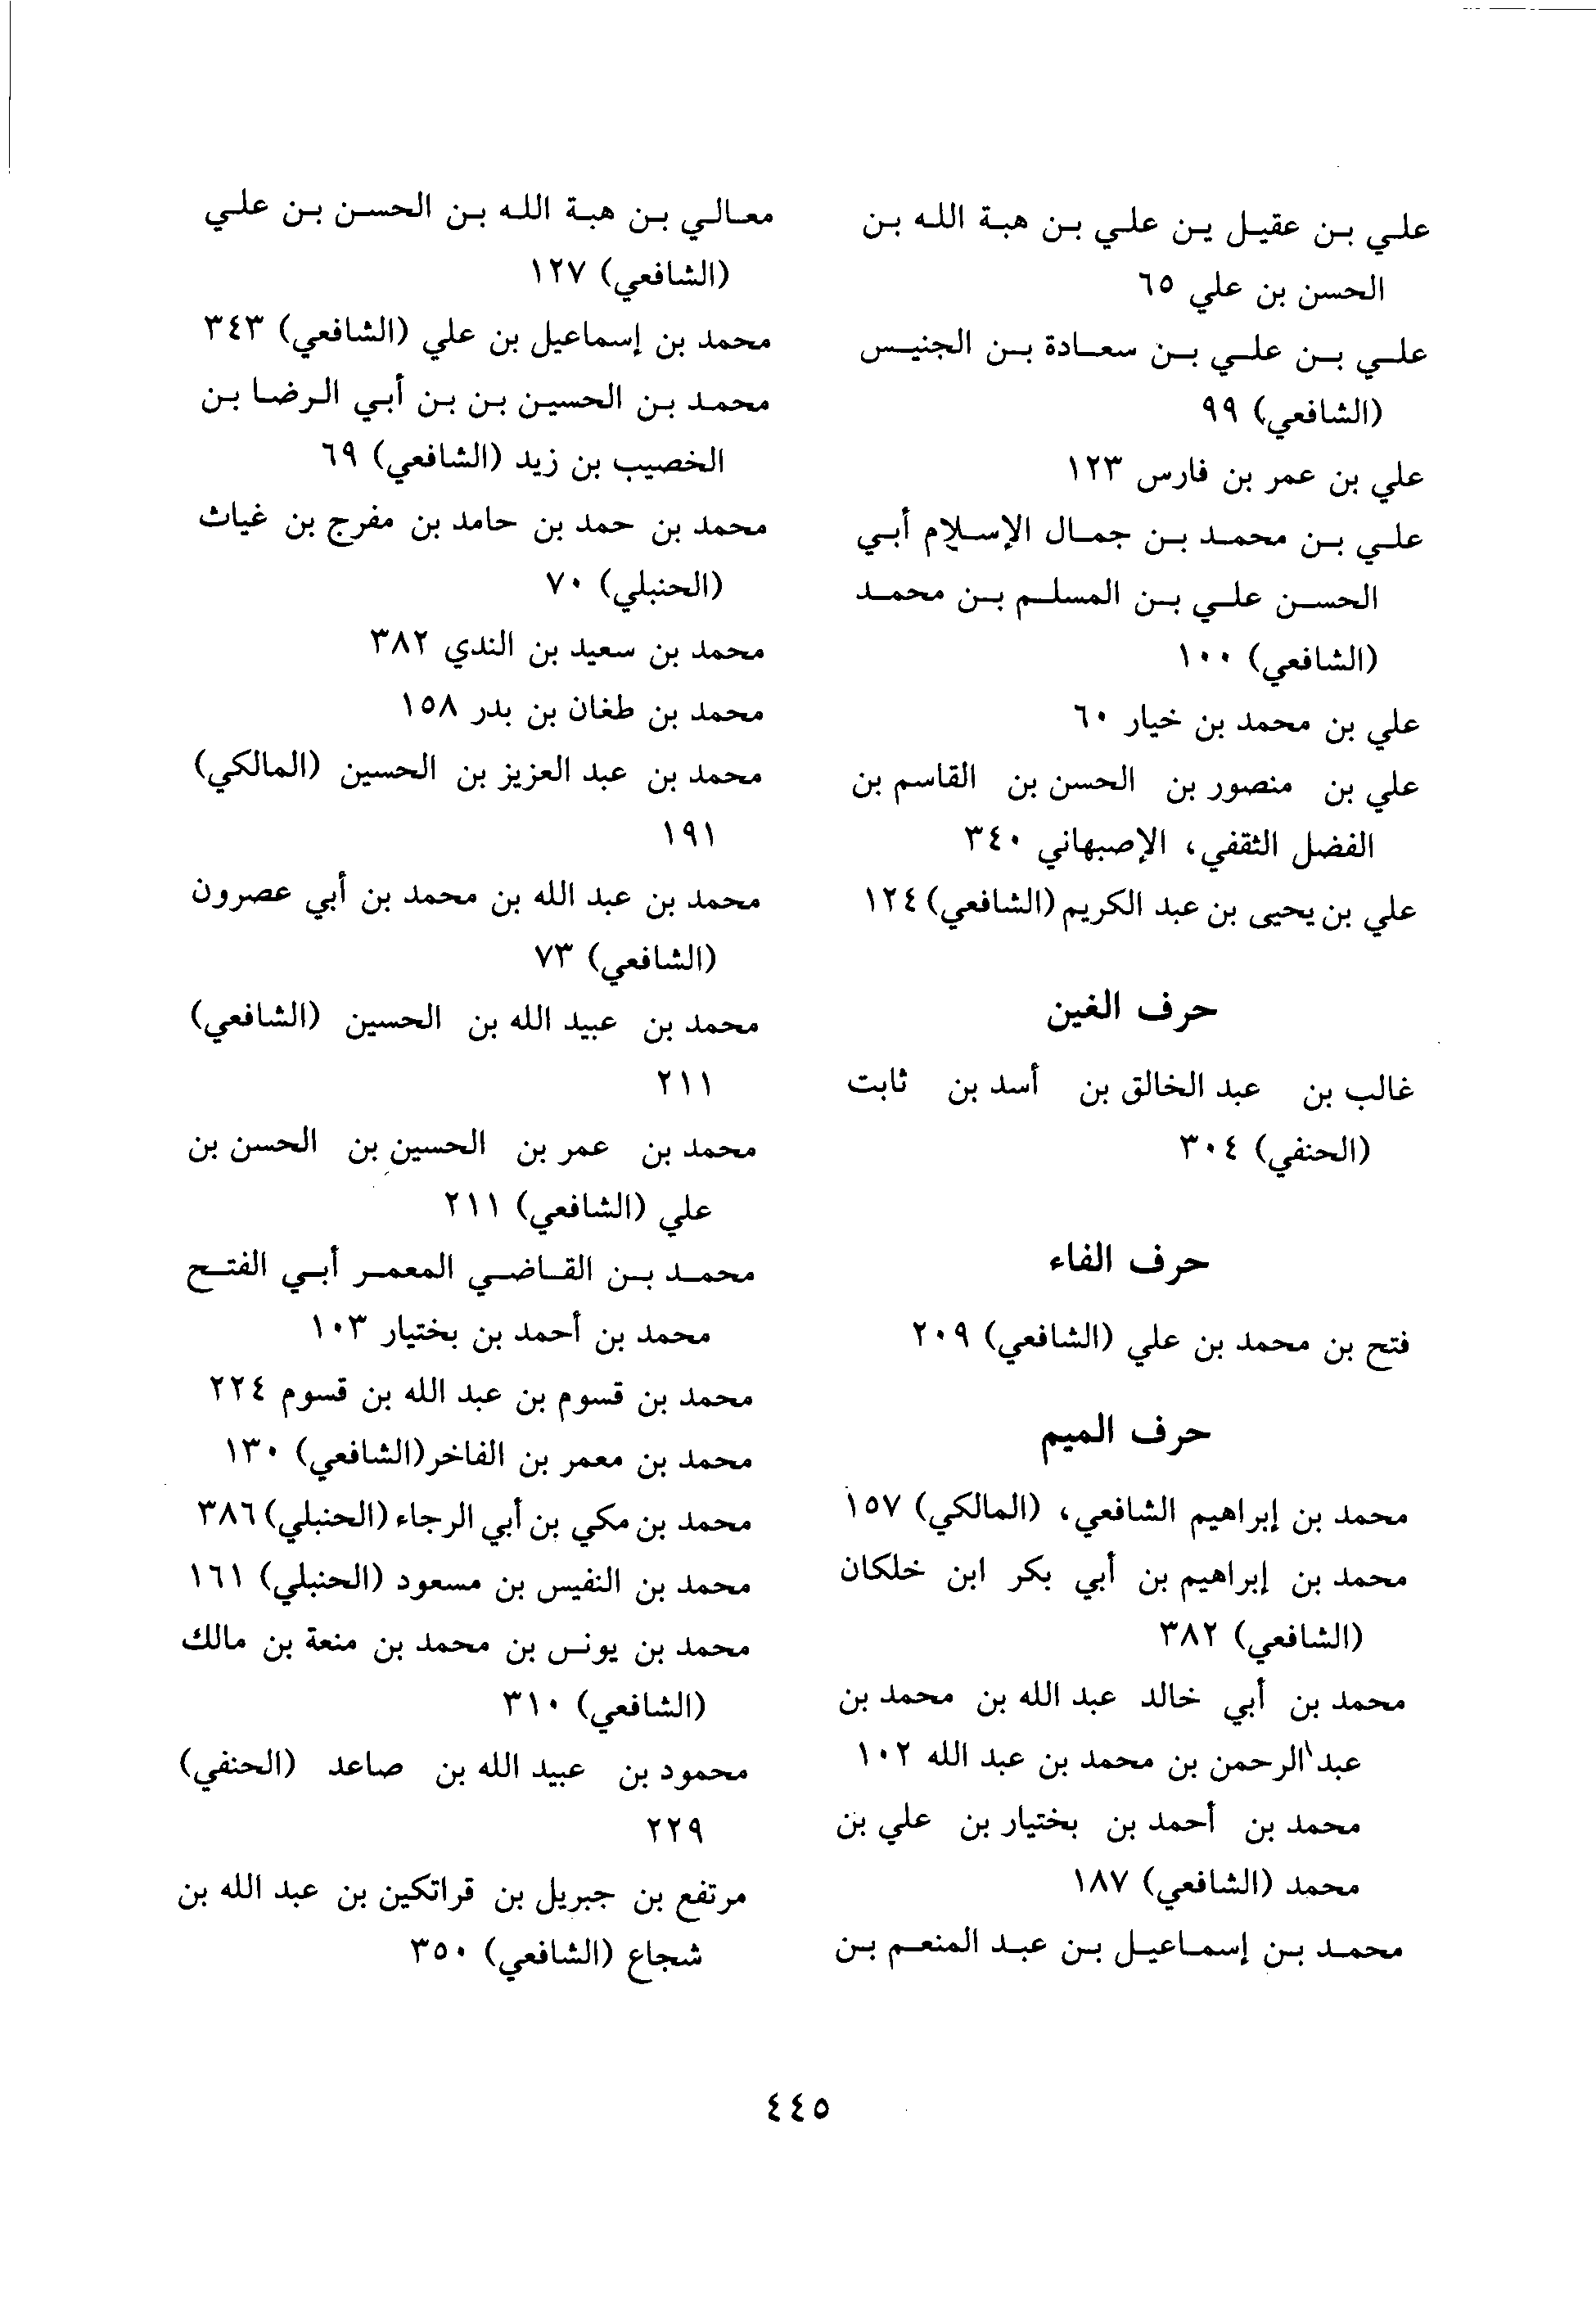 علي بن عقيل ين علي بن هبة الله بن
الحسن بن علي ٦٥
علي بن علي بن سعادة بن الجنيس
(الشافعي) ٩٩
علي بن عمر بن فارس ١٢٣
علي بن محمد بن جمال الإسلام أبي
الحسن علي بن المسلم بن محمد
(الشافعي) ١٠٠
علي بن محمد بن خيار ٦٠
علي بن منصور بن الحسن بن القاسم بن
الفضل الثقفي، الإصبهاني ٣٤٠
علي بن يحيى بن عبد الكريم (الشافعي) ١٢٤
حرف الغين
غالب بن عبد الخالق بن أسد بن ثابت
(الحنفي) ٣٠٤
حرف الفاء
فتح بن محمد بن علي (الشافعي) ٢٠٩
حرف الميم
محمد بن إبراهيم الشافعي، (المالكي) ١٥٧
محمد بن إبراهيم بن أبي بكر ابن خلكان
(الشافعي) ٣٨٢
محمد بن أبي خالد عبد الله بن محمد بن
عبد الرحمن بن محمد بن عبد الله ١٠٢
محمد بن أحمد بن بختيار بن علي بن
محمد (الشافعي) ١٨٧
محمد بن إسماعيل بن عبد المنعم بن
معالي بن هبة الله بن الحسن بن علي
(الشافعي) ١٢٧
محمد بن إسماعيل بن علي (الشافعي) ٣٤٣
محمد بن الحسين بن بن أبي الرضا بن
الخصيب بن زيد (الشافعي) ٦٩
محمد بن حمد بن حامد بن مفرج بن غياث
(الحنبلي) ٧٠
محمد بن سعيد بن الندي ٣٨٢
محمد بن طغان بن بدر ١٥٨
محمد بن عبد العزيز بن الحسين (المالكي)
١٩١
محمد بن عبد الله بن محمد بن أبي عصرون
(الشافعي) ٧٣
محمد بن عبيد الله بن الحسين (الشافعي)
٢١١
محمد بن عمر بن الحسين بن الحسن بن
علي (الشافعي) ٢١١
محمد بن القاضي المعمر أبي الفتح
محمد بن أحمد بن بختيار ١٠٣
محمد بن قسوم بن عبد الله بن قسوم ٢٢٤
محمد بن معمر بن الفاخر (الشافعي) ١٣٠
محمد بن مكي بن أبي الرجاء (الحنبلي) ٣٨٦
محمد بن النفيس بن مسعود (الحنبلي) ١٦١
محمد بن يونس بن محمد بن منعة بن مالك
(الشافعي) ٣١٠
محمود بن عبيد الله بن صاعد (الحنفي)
٢٢٩
مرتفع بن جبريل بن قراتكين بن عبد الله بن
شجاع (الشافعي) ٣٥٠
٤٤٥